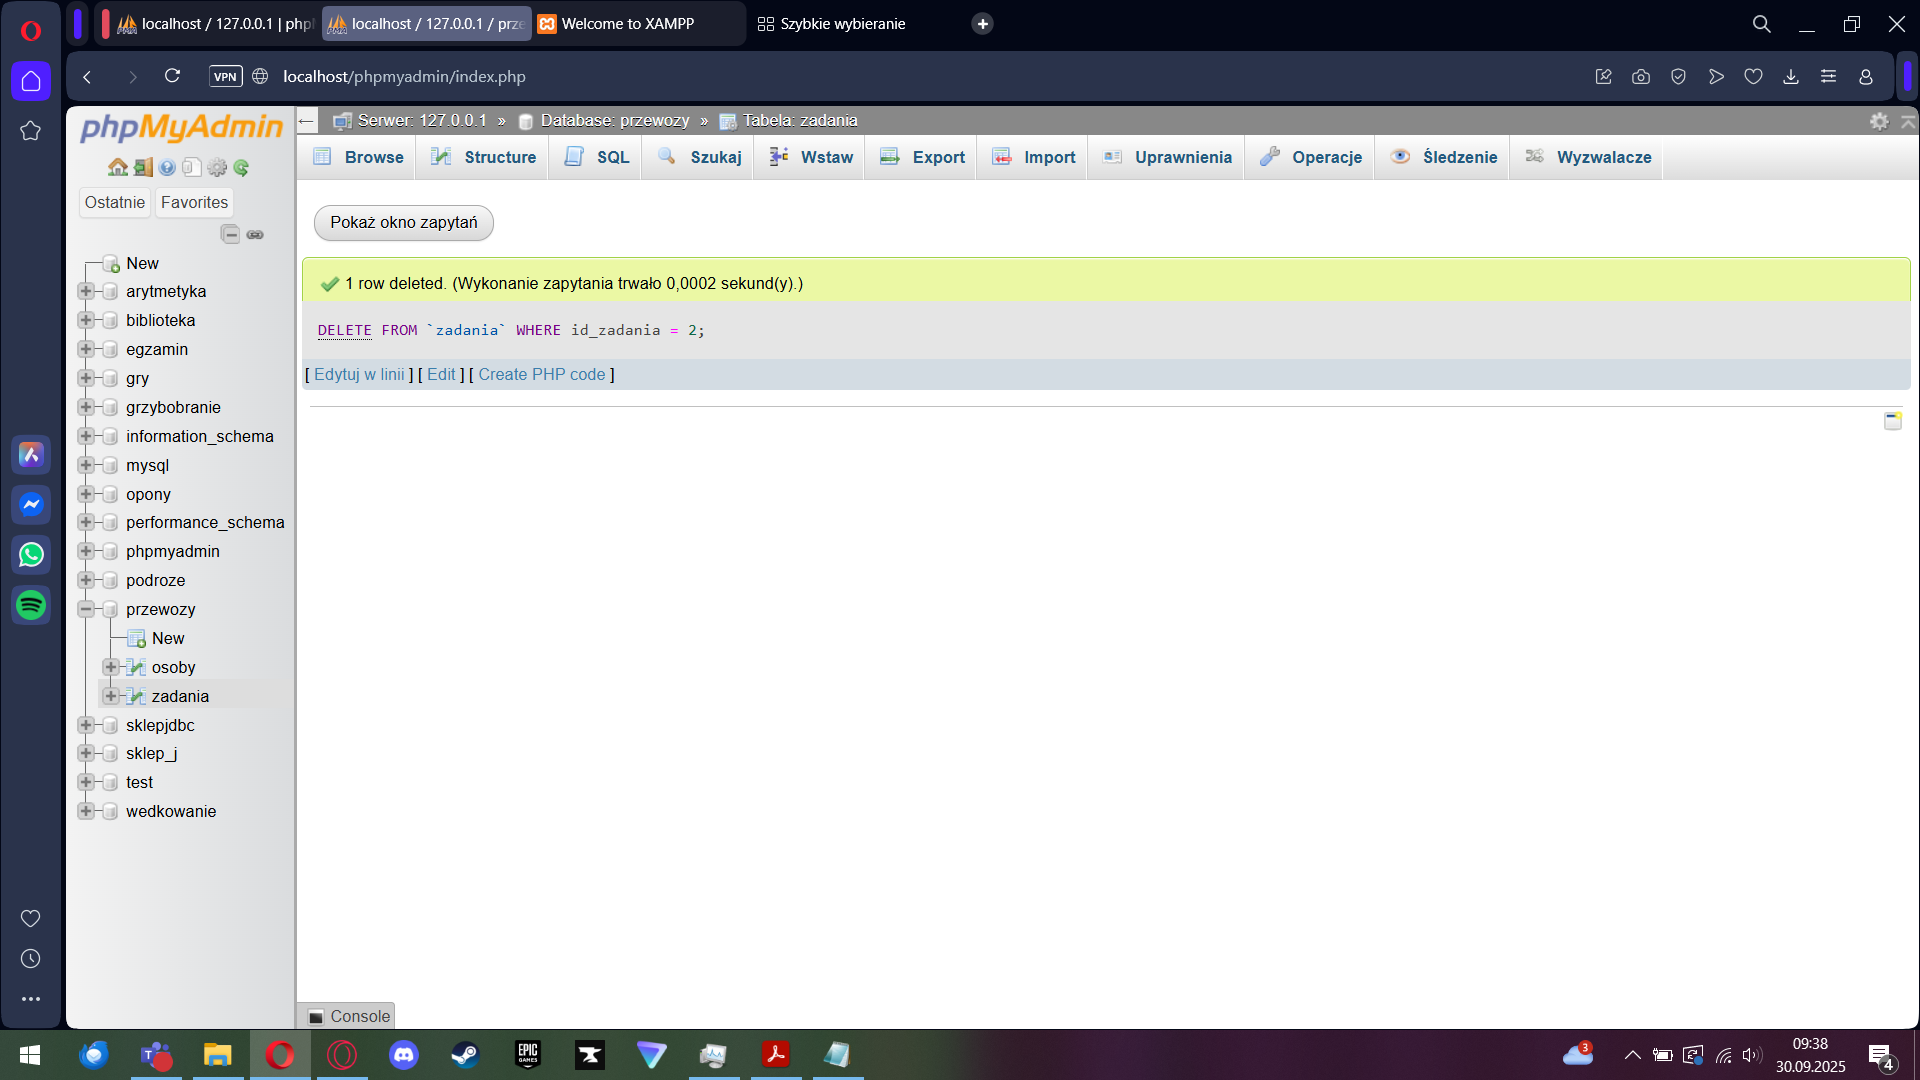 localhost / 127.0.0.1 | php
localhost / 127.0.0.1 / prze
Welcome to XAMPP
Szybkie wybieranie
VPN
localhost/phpmyadmin/index.php
phpMyAdmin
Ostatnie
Favorites
New
arytmetyka
biblioteka
egzamin
gry
grzybobranie
information_schema
mysql
opony
performance_schema
phpmyadmin
podroze
przewozy
New
osoby
zadania
sklepjdbc
sklep_j
test
wedkowanie
Serwer: 127.0.0.1 » Database: przewozy » Tabela: zadania
Browse
Structure
SQL
Szukaj
Wstaw
Export
Import
Uprawnienia
Operacje
Śledzenie
Wyzwalacze
Pokaż okno zapytań
1 row deleted. (Wykonanie zapytania trwało 0,0002 sekund(y).)
DELETE FROM `zadania` WHERE id_zadania = 2;
[ Edytuj w linii ] [ Edit ] [ Create PHP code ]
Console
EPIC
GAMES
3
09:38
30.09.2025
4